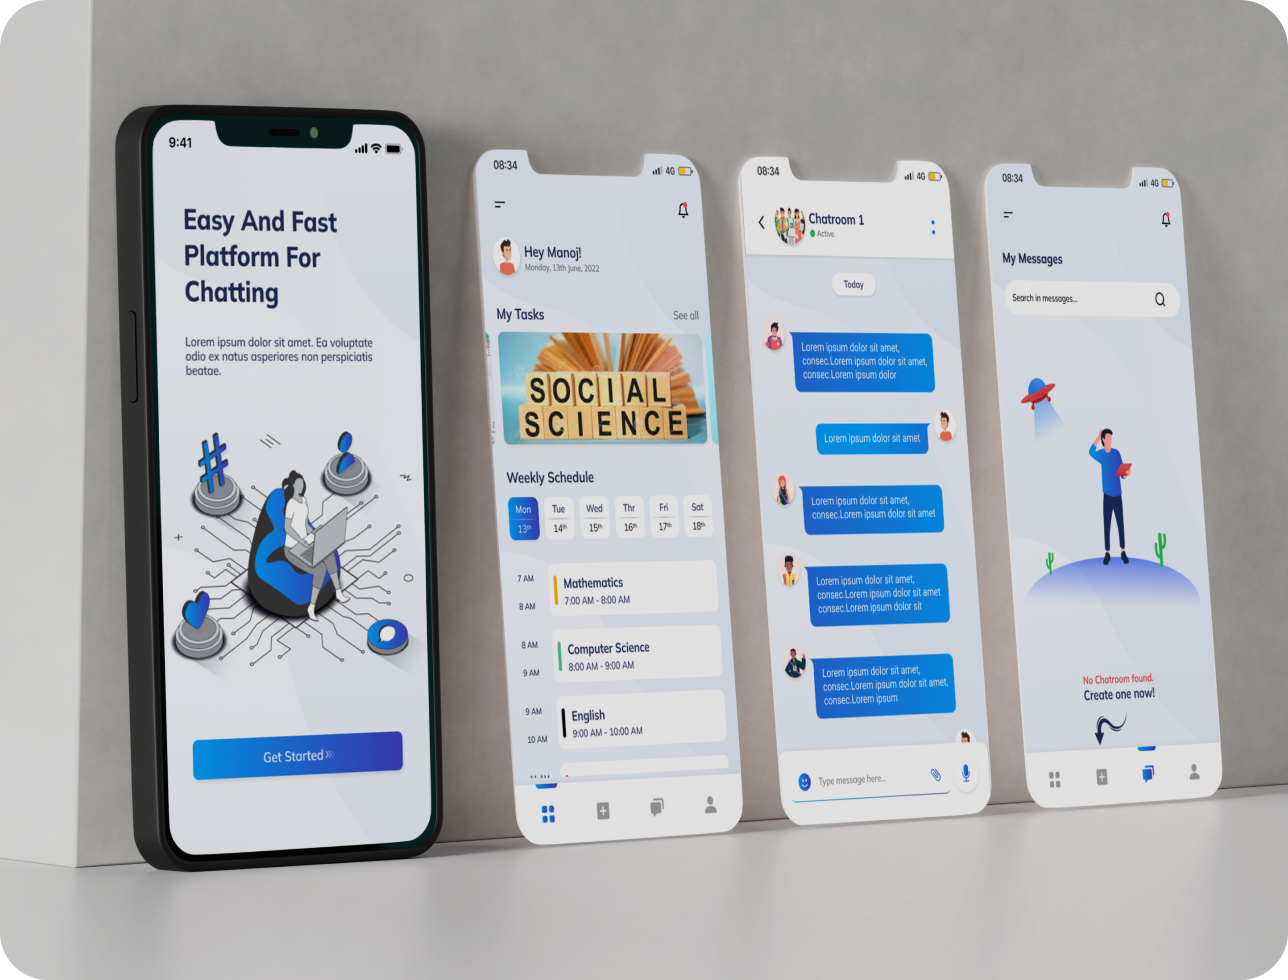 9:41
Easy And Fast
Platform For
Chatting
Lorem ipsum dolor sit amet. Ea voluptate
odio ex natus asperiores non perspiciatis
beatae.
Get Started
08:34
4G
Hey Manoj!
Monday, 13th June, 2022
My Tasks
See all
SOCIAL
SCIENCE
Weekly Schedule
Mon Tue Wed Thr Fri Sat
13th 14th 15th 16th 17th 18th
7 AM
Mathematics
7:00 AM - 8:00 AM
8 AM
8 AM
Computer Science
8:00 AM - 9:00 AM
9 AM
9 AM
English
9:00 AM - 10:00 AM
10 AM
08:34
4G
Chatroom 1
Active
Today
Lorem ipsum dolor sit amet,
consec.Lorem ipsum dolor sit amet,
consec.Lorem ipsum dolor
Lorem ipsum dolor sit amet
Lorem ipsum dolor sit amet,
consec.Lorem ipsum dolor sit amet
Lorem ipsum dolor sit amet,
consec.Lorem ipsum dolor sit amet
consec.Lorem ipsum dolor sit
Lorem ipsum dolor sit amet,
consec.Lorem ipsum dolor sit amet,
consec.Lorem ipsum
Type message here...
08:34
4G
My Messages
Search in messages...
No Chatroom found.
Create one now!